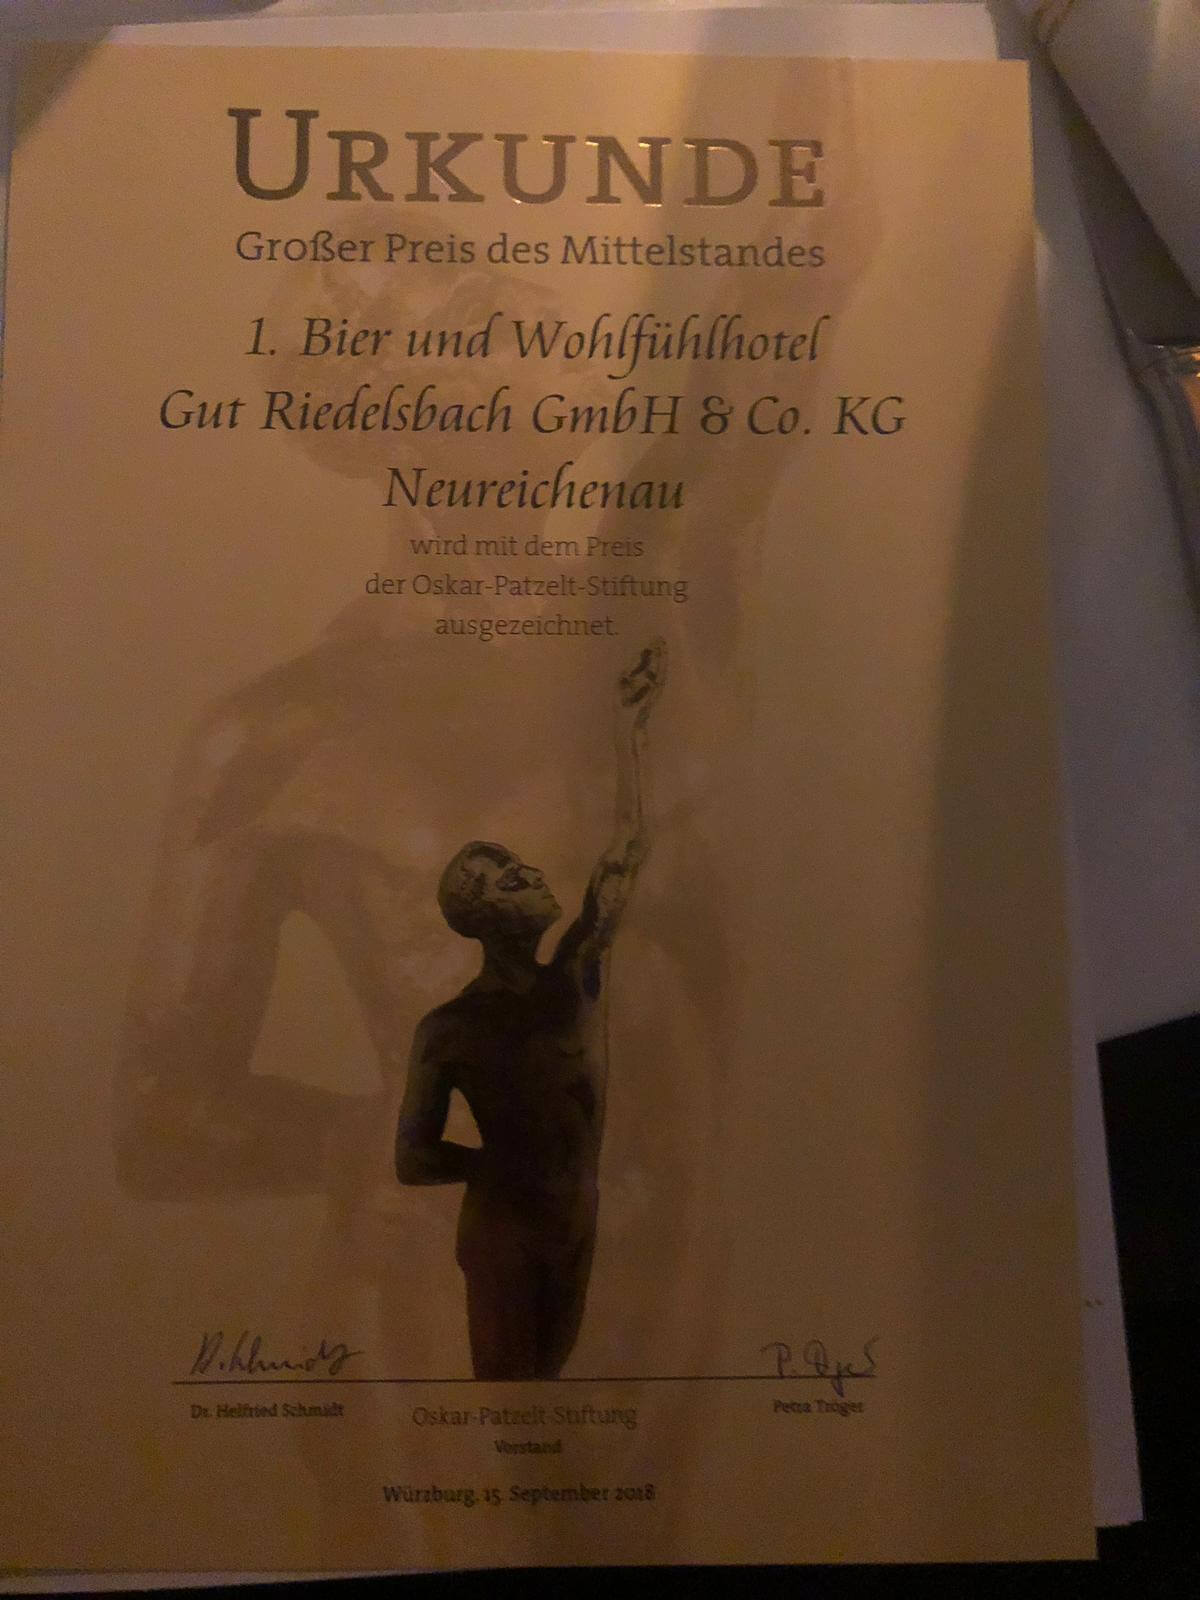 URKUNDE
Großer Preis des Mittelstandes
1. Bier und Wohlfühlhotel
Gut Riedelsbach GmbH & Co. KG
Neureichenau
wird mit dem Preis
der Oskar-Patzelt-Stiftung
ausgezeichnet.
Dr. Helfried Schmidt
Petra Tröger
Oskar-Patzelt-Stiftung
Vorstand
Würzburg, 15. September 2018